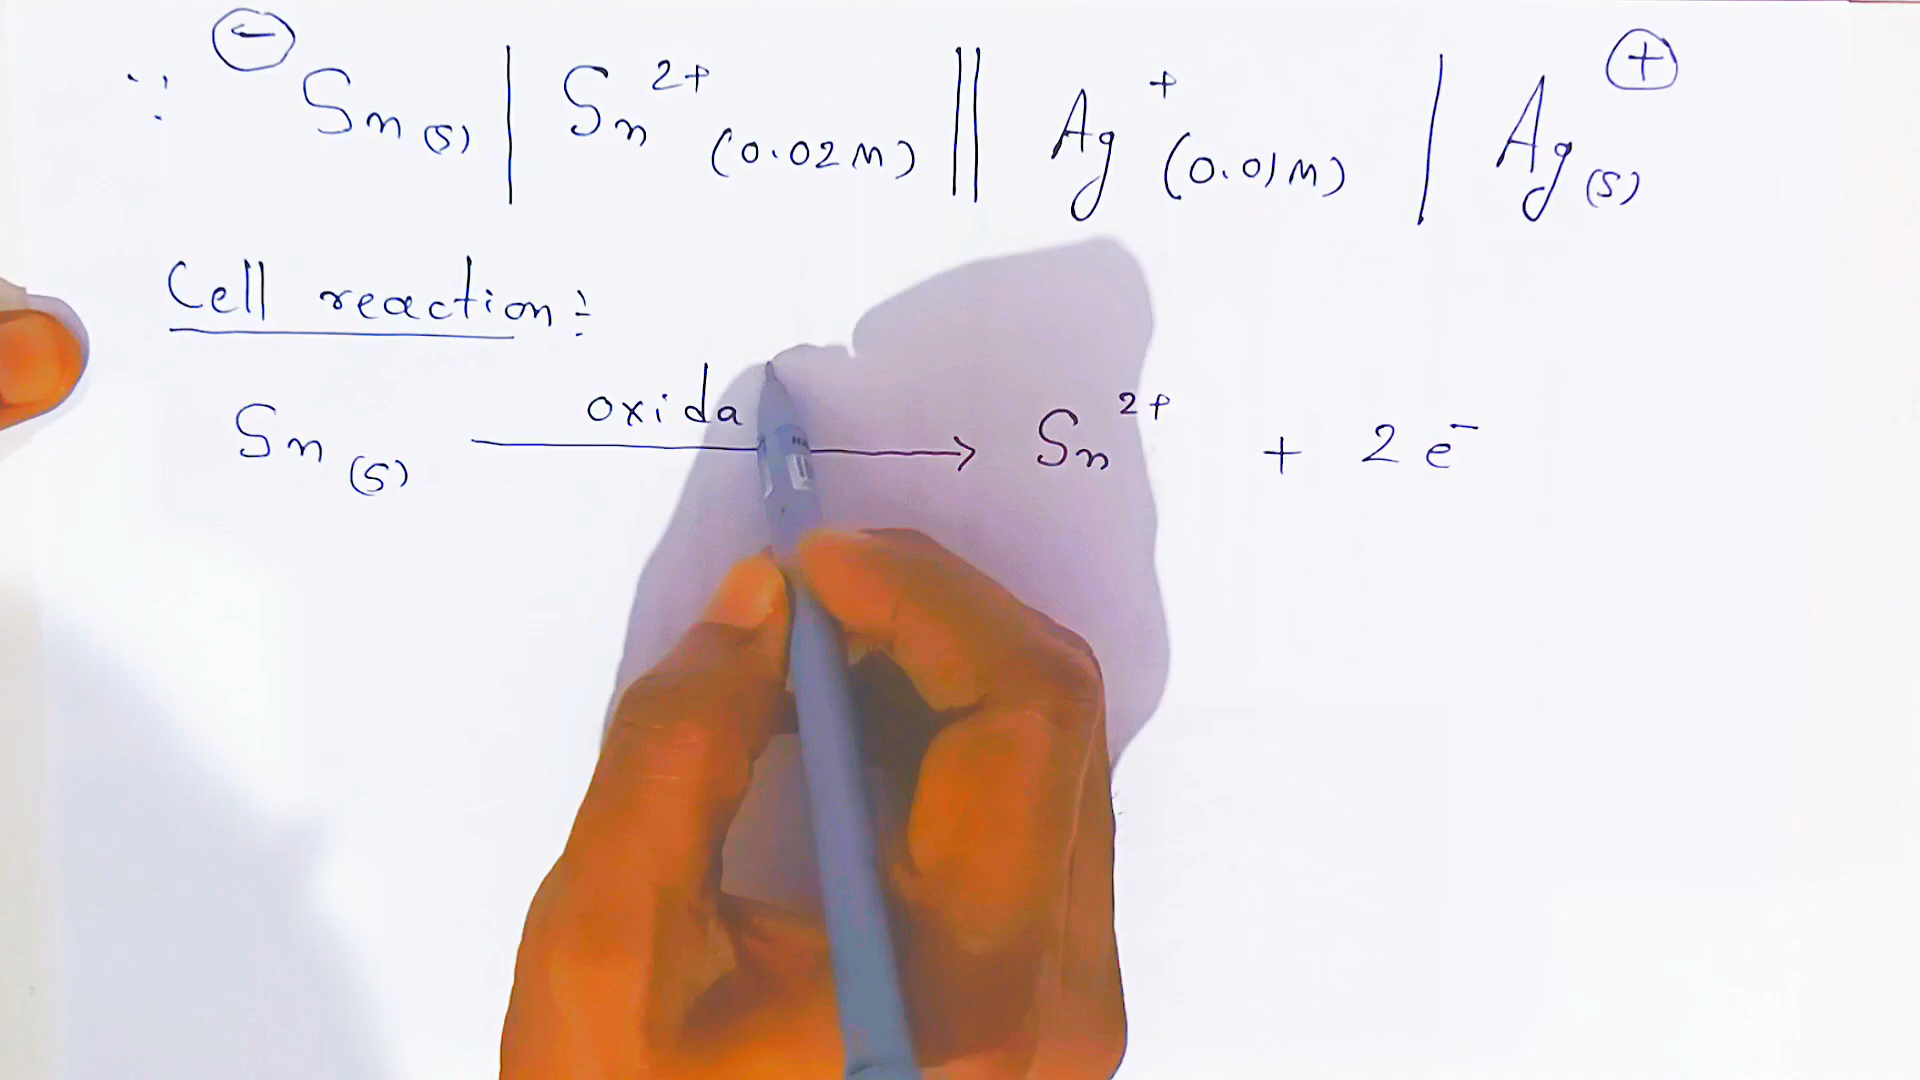 ∵ ⊖ Sn(s) | Sn²⁺ (0.02M) || Ag⁺ (0.01M) | Ag(s) ⊕
Cell reaction:
Sn(s) oxida → Sn²⁺ + 2e⁻